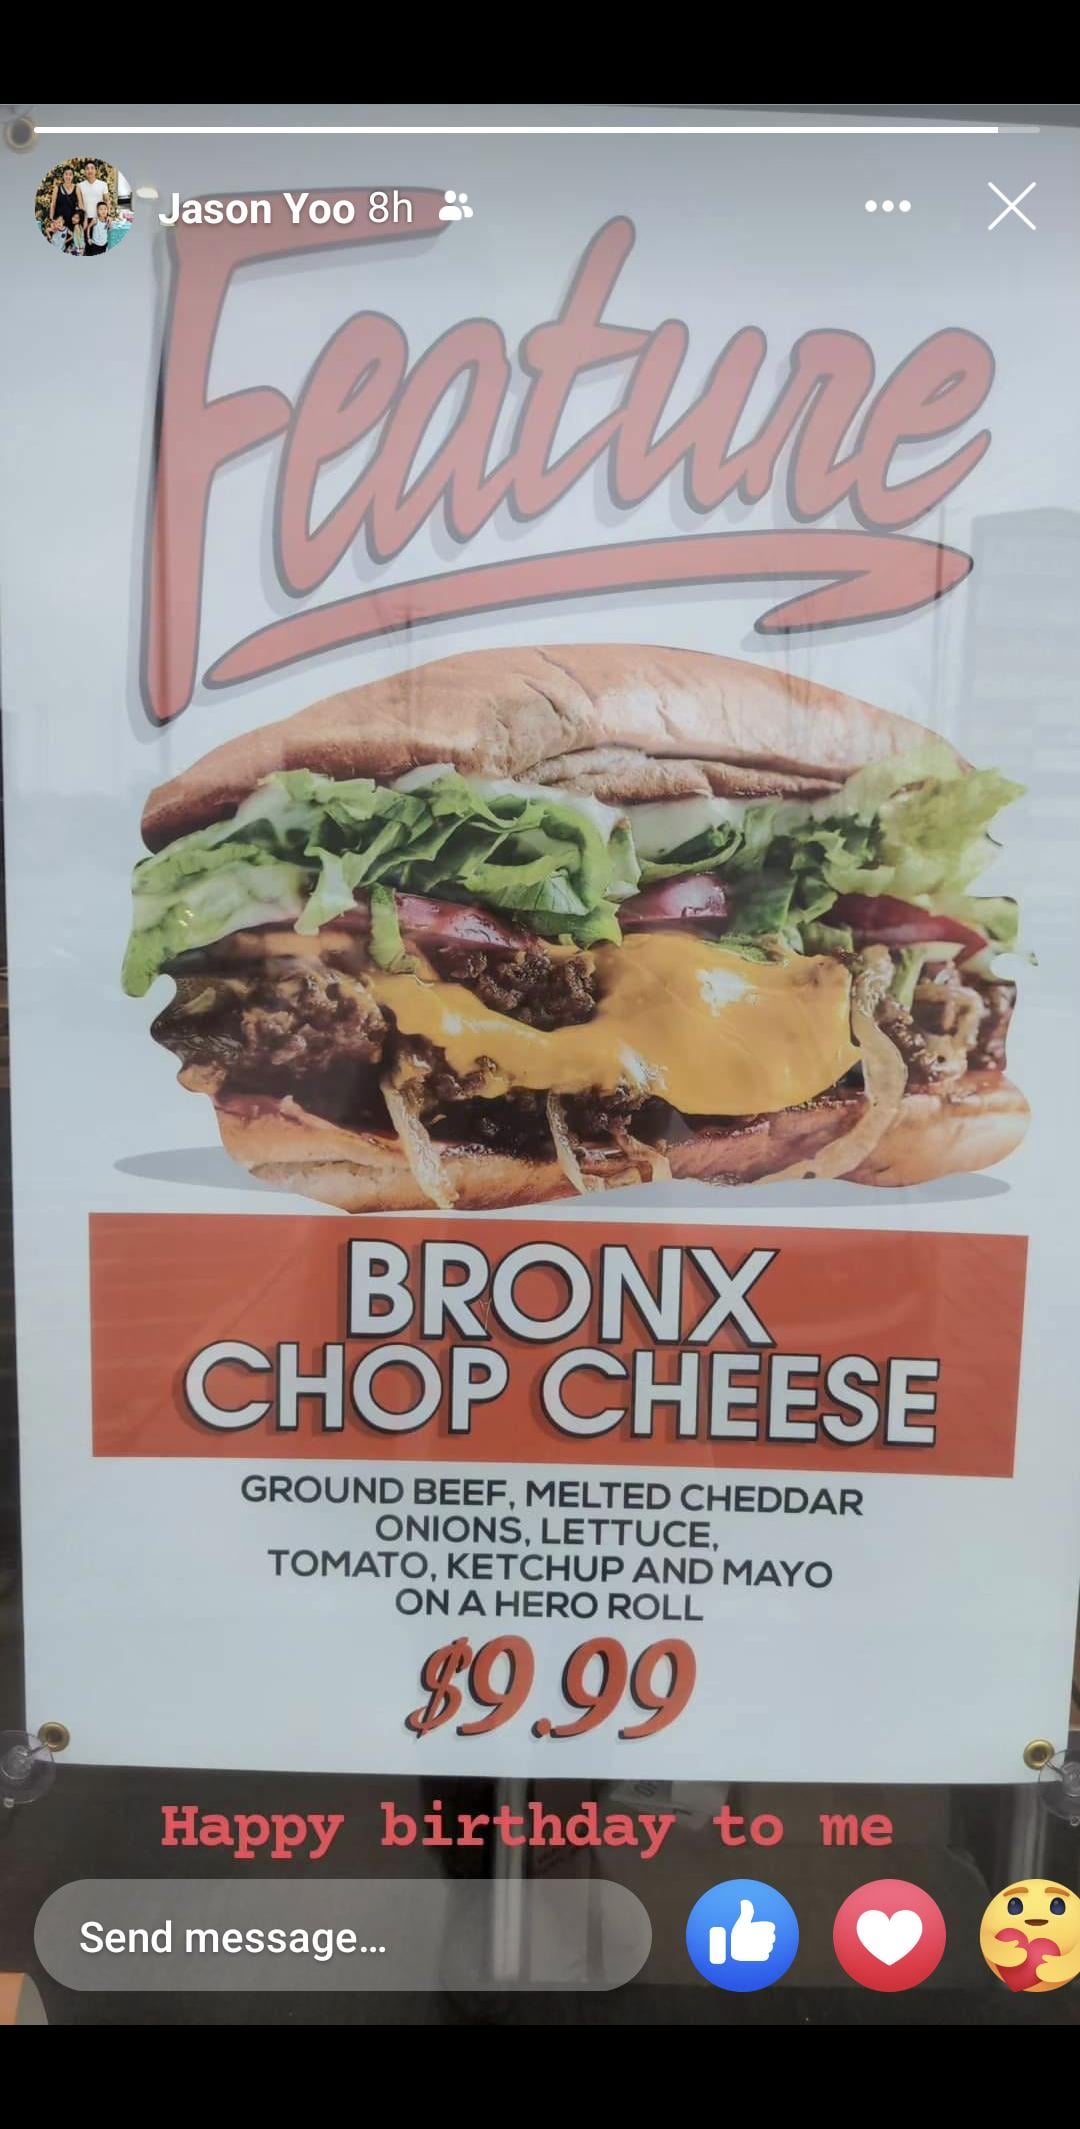 Jason Yoo 8h
Feature
BRONX
CHOP CHEESE
GROUND BEEF, MELTED CHEDDAR
ONIONS, LETTUCE,
TOMATO, KETCHUP AND MAYO
ON A HERO ROLL
$9.99
Happy birthday to me
Send message...